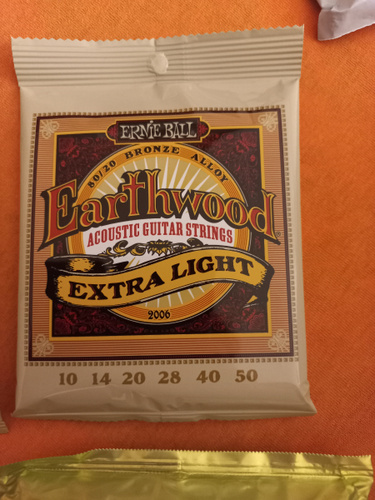 ERNIE BALL
80/20 BRONZE ALLOY
Earthwood
ACOUSTIC GUITAR STRINGS
EXTRA LIGHT
2006
10 14 20 28 40 50